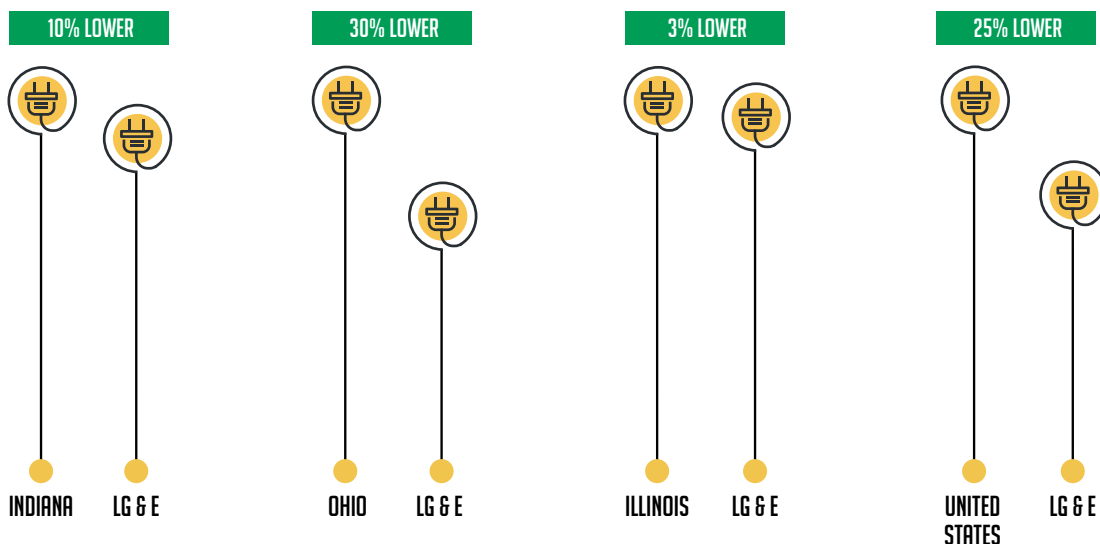 10% LOWER
30% LOWER
3% LOWER
25% LOWER
INDIANA
LG & E
OHIO
LG & E
ILLINOIS
LG & E
UNITED
STATES
LG & E